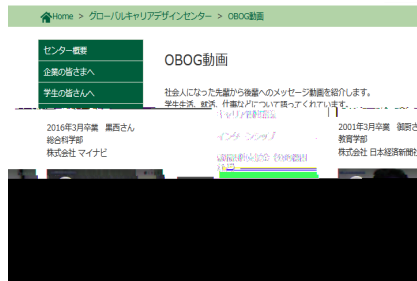 Home > グローバルキャリアデザインセンター > OBOG動画
センター概要
企業の皆さまへ
学生の皆さんへ
OBOG動画
社会人になった先輩から後輩へのメッセージ動画を紹介します。
学生生活、就活、仕事などについて語ってくれています。
2016年3月卒業 黒西さん
総合科学部
株式会社 マイナビ
インターンシップ
2001年3月卒業 御厨さ
教育学部
株式会社 日本経済新聞社